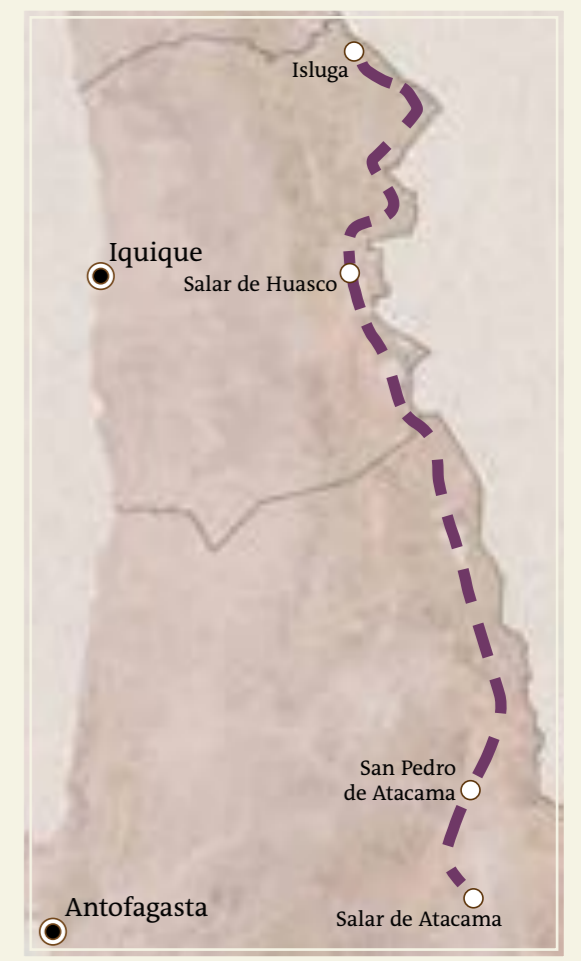 Isluga
Iquique
Salar de Huasco
San Pedro
de Atacama
Antofagasta
Salar de Atacama